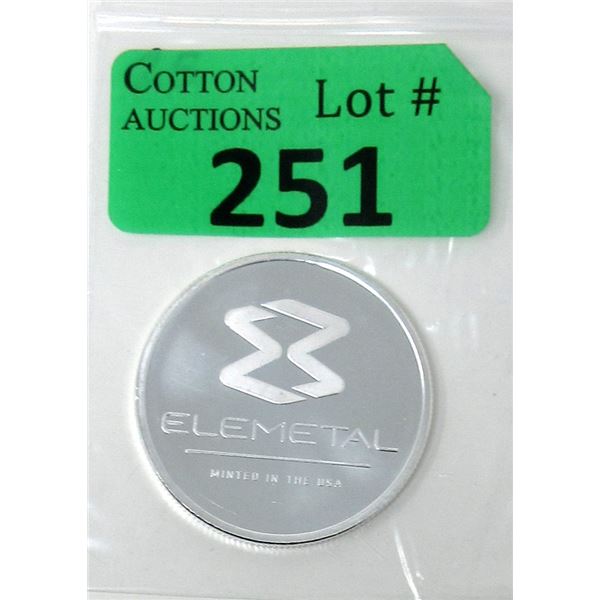 COTTON
AUCTIONS
Lot #
251
ELEMETAL
MINTED IN THE USA